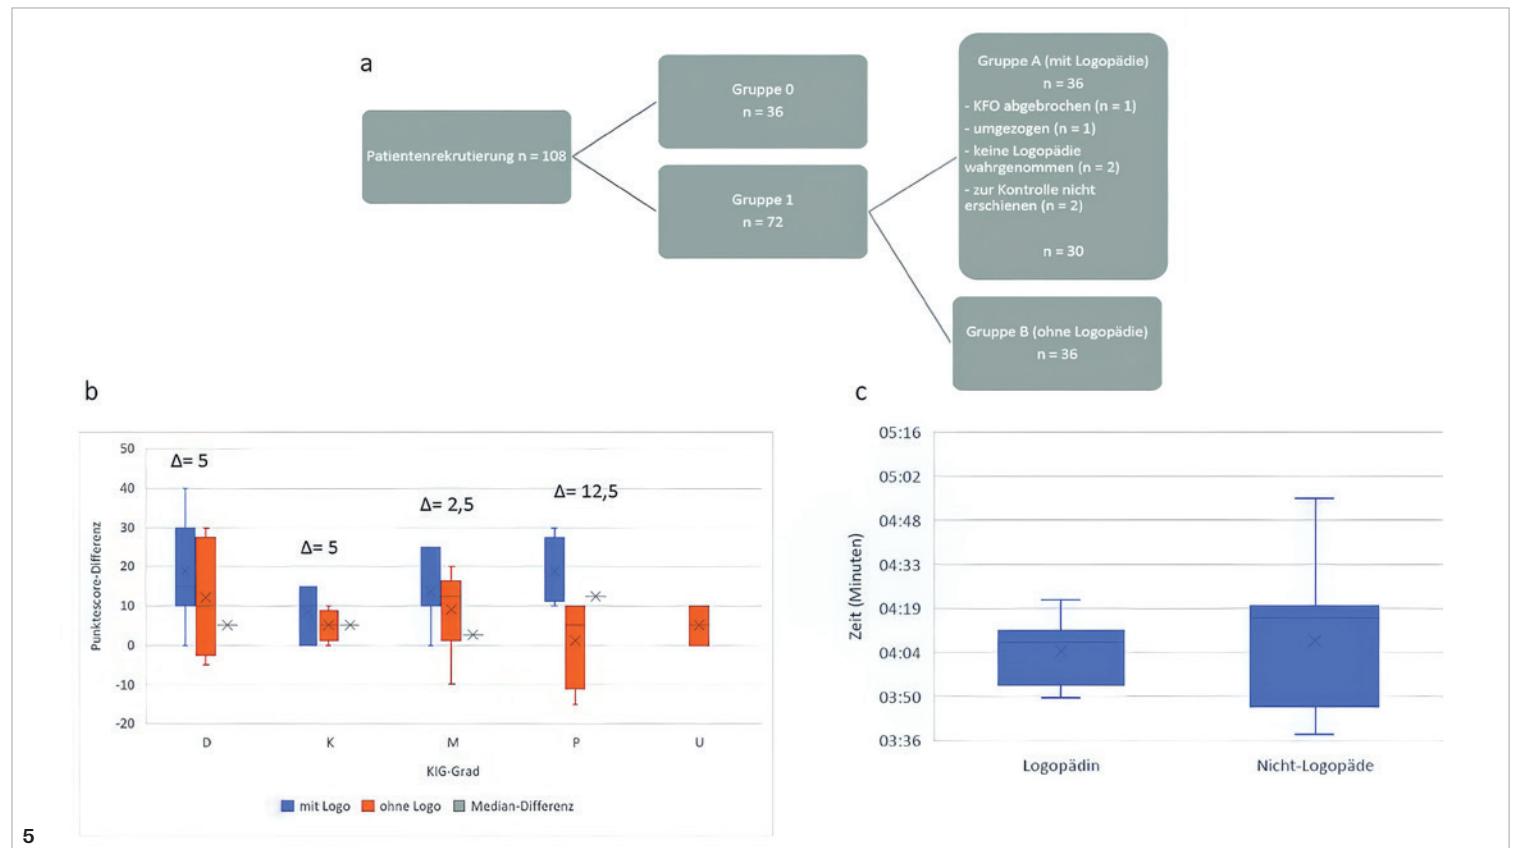 a
Patientenrekrutierung n = 108
Gruppe 0
n = 36
Gruppe 1
n = 72
Gruppe A (mit Logopädie)
n = 36
- KFO abgebrochen (n = 1)
- umgezogen (n = 1)
- keine Logopädie
wahrgenommen (n = 2)
- zur Kontrolle nicht
erschienen (n = 2)
n = 30
Gruppe B (ohne Logopädie)
n = 36
b
Punktescore-Differenz
50
40
30
20
10
0
-10
-20
Δ= 5
Δ= 5
Δ= 2,5
Δ= 12,5
D K M P U
KIG-Grad
mit Logo ohne Logo Median-Differenz
c
Zeit (Minuten)
05:16
05:02
04:48
04:33
04:19
04:04
03:50
03:36
Logopädin Nicht-Logopäde
5